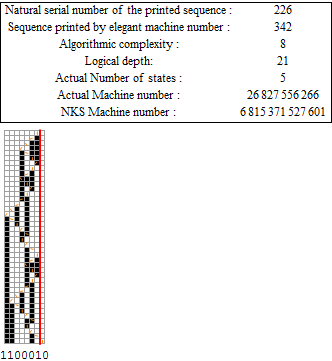 Natural serial number of the printed sequence : 226
Sequence printed by elegant machine number : 342
Algorithmic complexity : 8
Logical depth: 21
Actual Number of states : 5
Actual Machine number : 26 827 556 266
NKS Machine number : 6 815 371 527 601
1100010